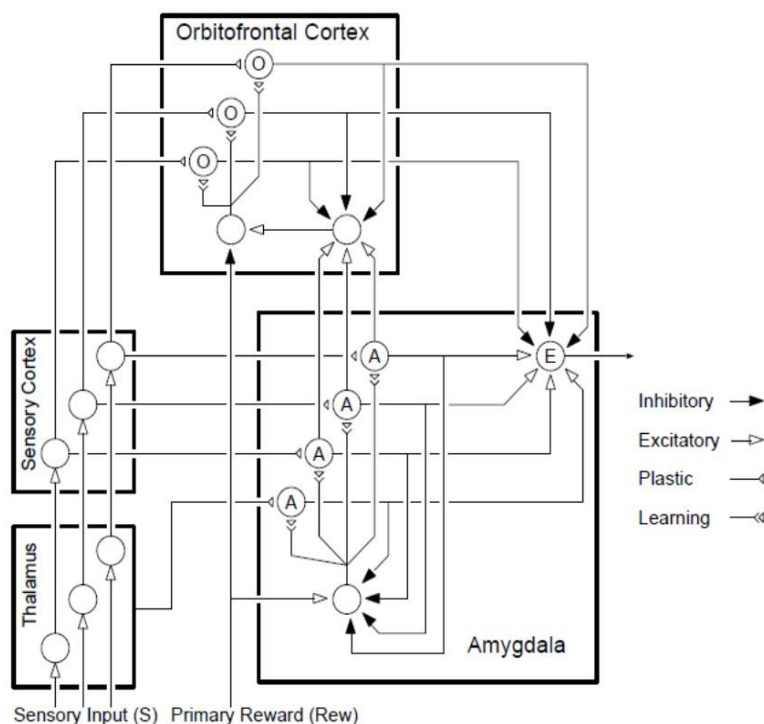 Orbitofrontal Cortex
O
O
O
Sensory Cortex
A
E
A
A
A
Inhibitory
Excitatory
Plastic
Learning
Thalamus
Amygdala
Sensory Input (S)
Primary Reward (Rew)